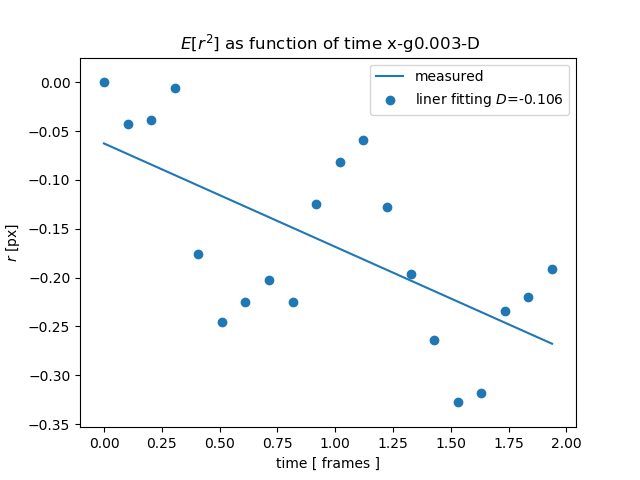 E[r²] as function of time x-g0.003-D
measured
liner fitting D=-0.106
0.00
−0.05
−0.10
−0.15
−0.20
−0.25
−0.30
−0.35
r [px]
0.00 0.25 0.50 0.75 1.00 1.25 1.50 1.75 2.00
time [ frames ]